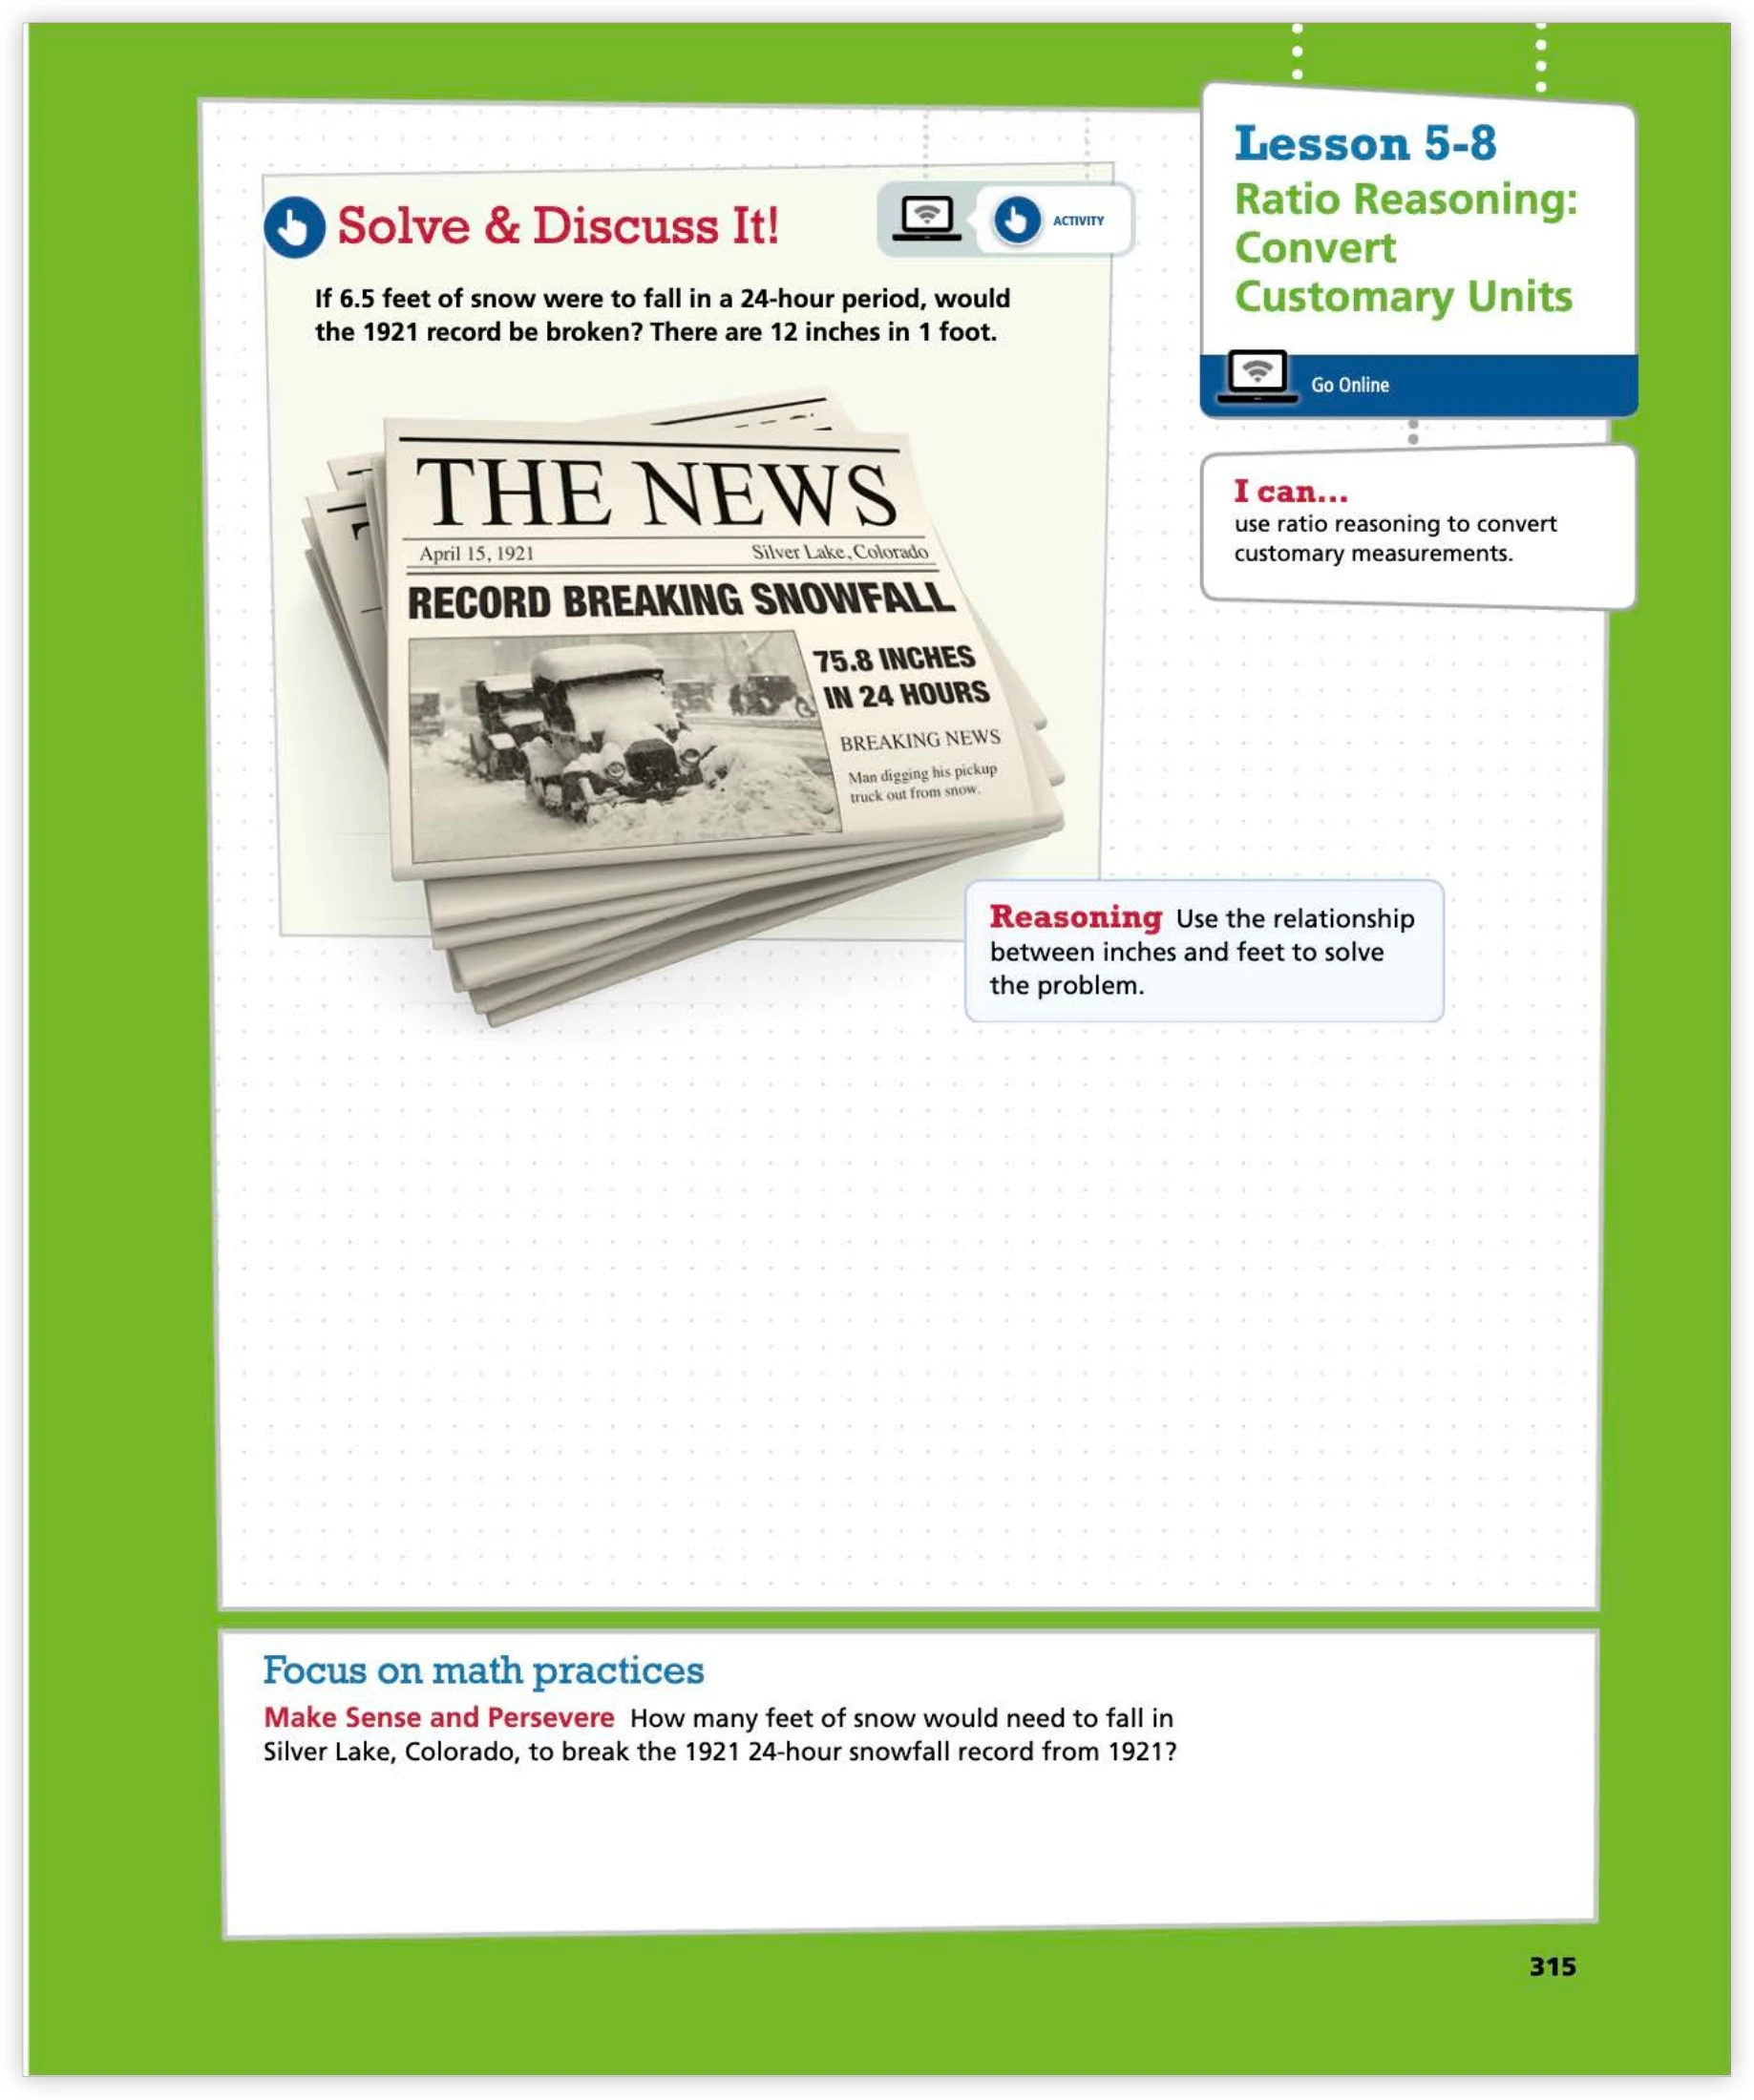 Lesson 5-8
Ratio Reasoning:
Convert
Customary Units
Go Online
I can...
use ratio reasoning to convert
customary measurements.
Solve & Discuss It!
ACTIVITY
If 6.5 feet of snow were to fall in a 24-hour period, would
the 1921 record be broken? There are 12 inches in 1 foot.
THE NEWS
April 15, 1921 Silver Lake, Colorado
RECORD BREAKING SNOWFALL
75.8 INCHES
IN 24 HOURS
BREAKING NEWS
Man digging his pickup
truck out from snow.
Reasoning Use the relationship
between inches and feet to solve
the problem.
Focus on math practices
Make Sense and Persevere How many feet of snow would need to fall in
Silver Lake, Colorado, to break the 1921 24-hour snowfall record from 1921?
315